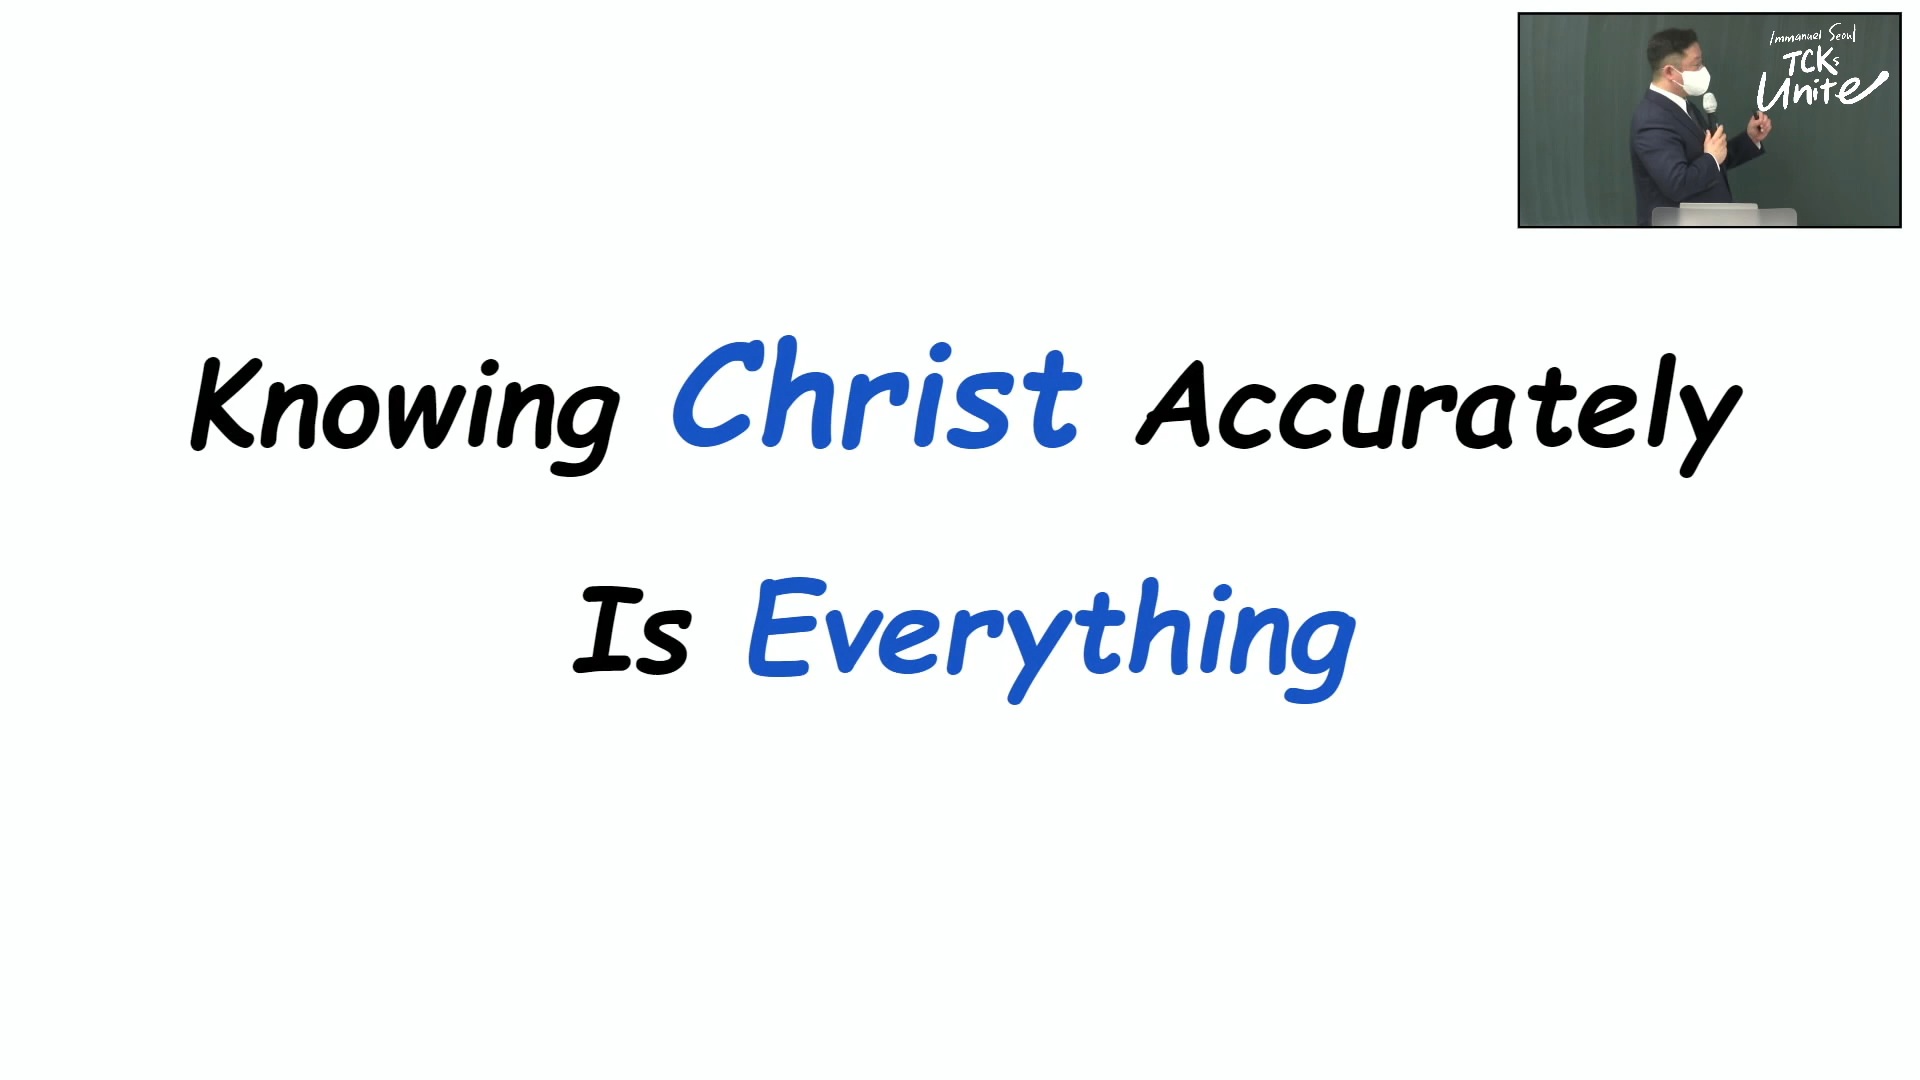 Immanuel Seoul
TCKs
Unite
Knowing Christ Accurately
Is Everything